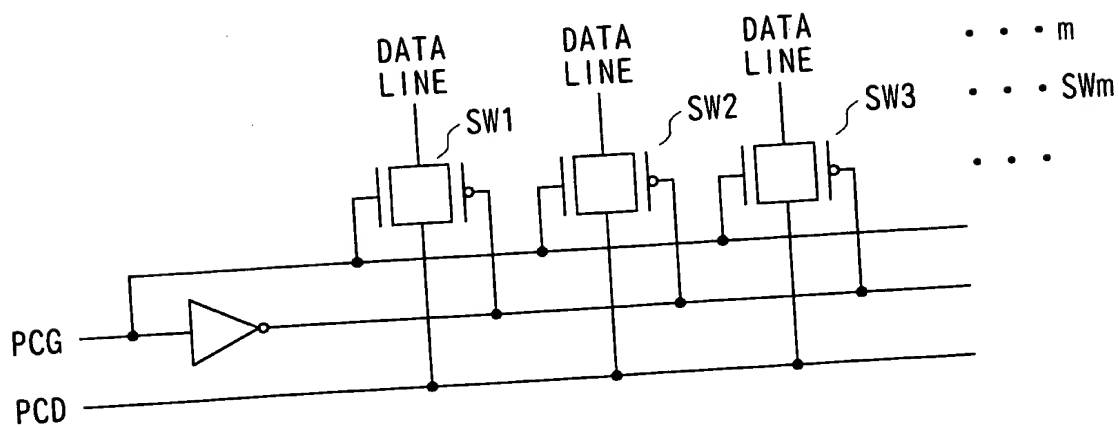 DATA
LINE
DATA
LINE
DATA
LINE
· · · m
SW1
SW2
SW3
· · · SWm
· · ·
PCG
PCD